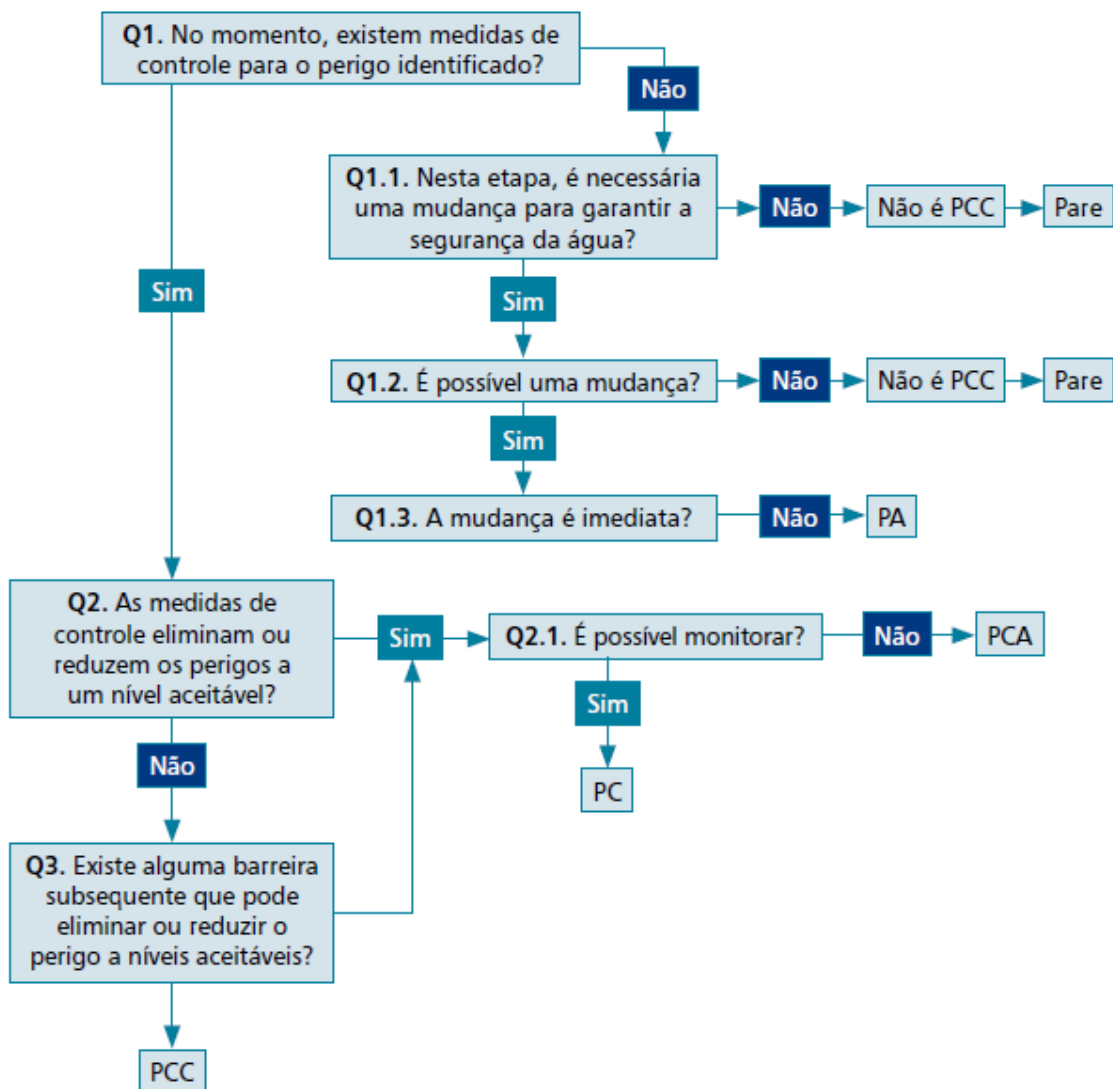 Q1. No momento, existem medidas de
controle para o perigo identificado?
Não
Q1.1. Nesta etapa, é necessária
uma mudança para garantir a
segurança da água?
Não
Não é PCC
Pare
Sim
Sim
Q1.2. É possível uma mudança?
Não
Não é PCC
Pare
Sim
Q1.3. A mudança é imediata?
Não
PA
Q2. As medidas de
controle eliminam ou
reduzem os perigos a
um nível aceitável?
Sim
Q2.1. É possível monitorar?
Não
PCA
Sim
PC
Não
Q3. Existe alguma barreira
subsequente que pode
eliminar ou reduzir o
perigo a níveis aceitáveis?
PCC